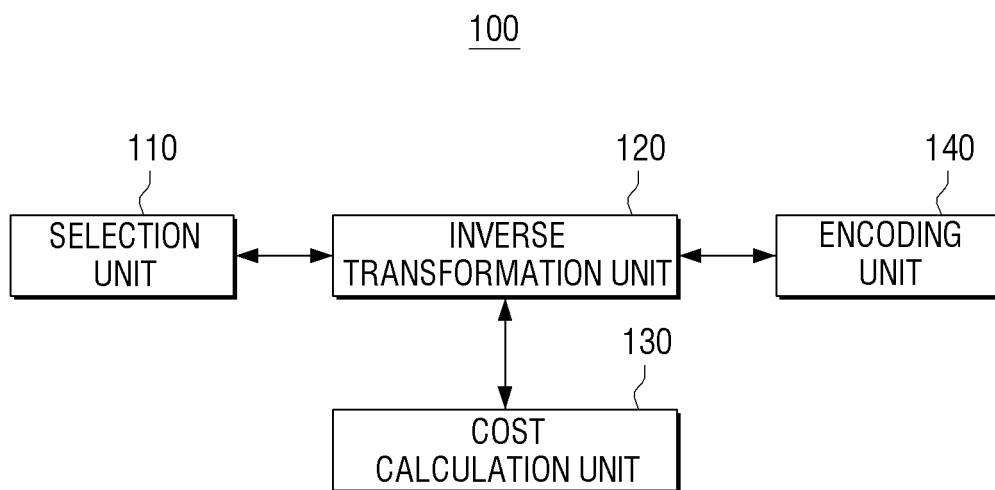 100
110
SELECTION
UNIT
120
INVERSE
TRANSFORMATION UNIT
140
ENCODING
UNIT
130
COST
CALCULATION UNIT